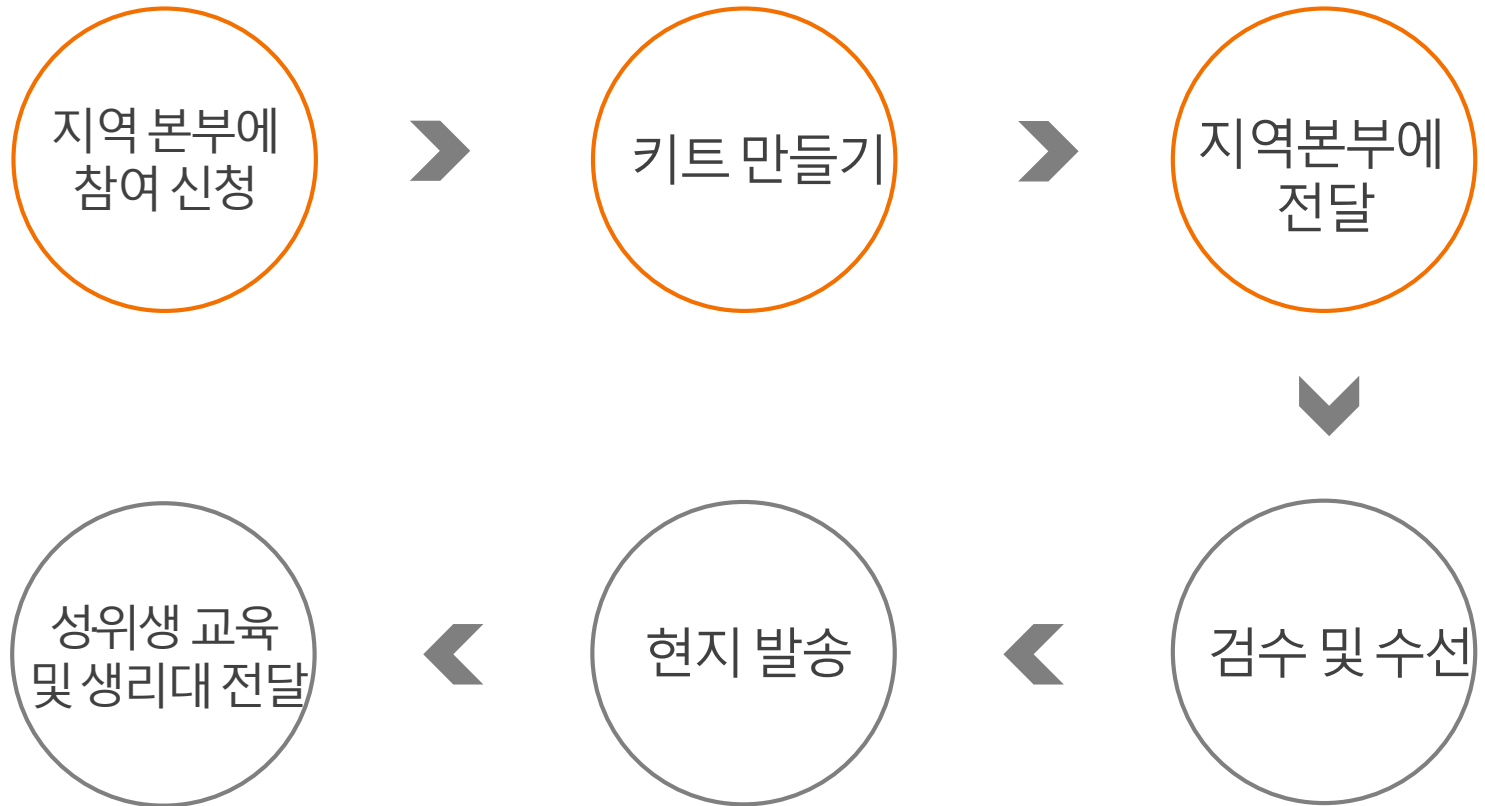 지역 본부에
참여 신청
키트 만들기
지역본부에
전달
검수 및 수선
현지 발송
성위생 교육
및 생리대 전달